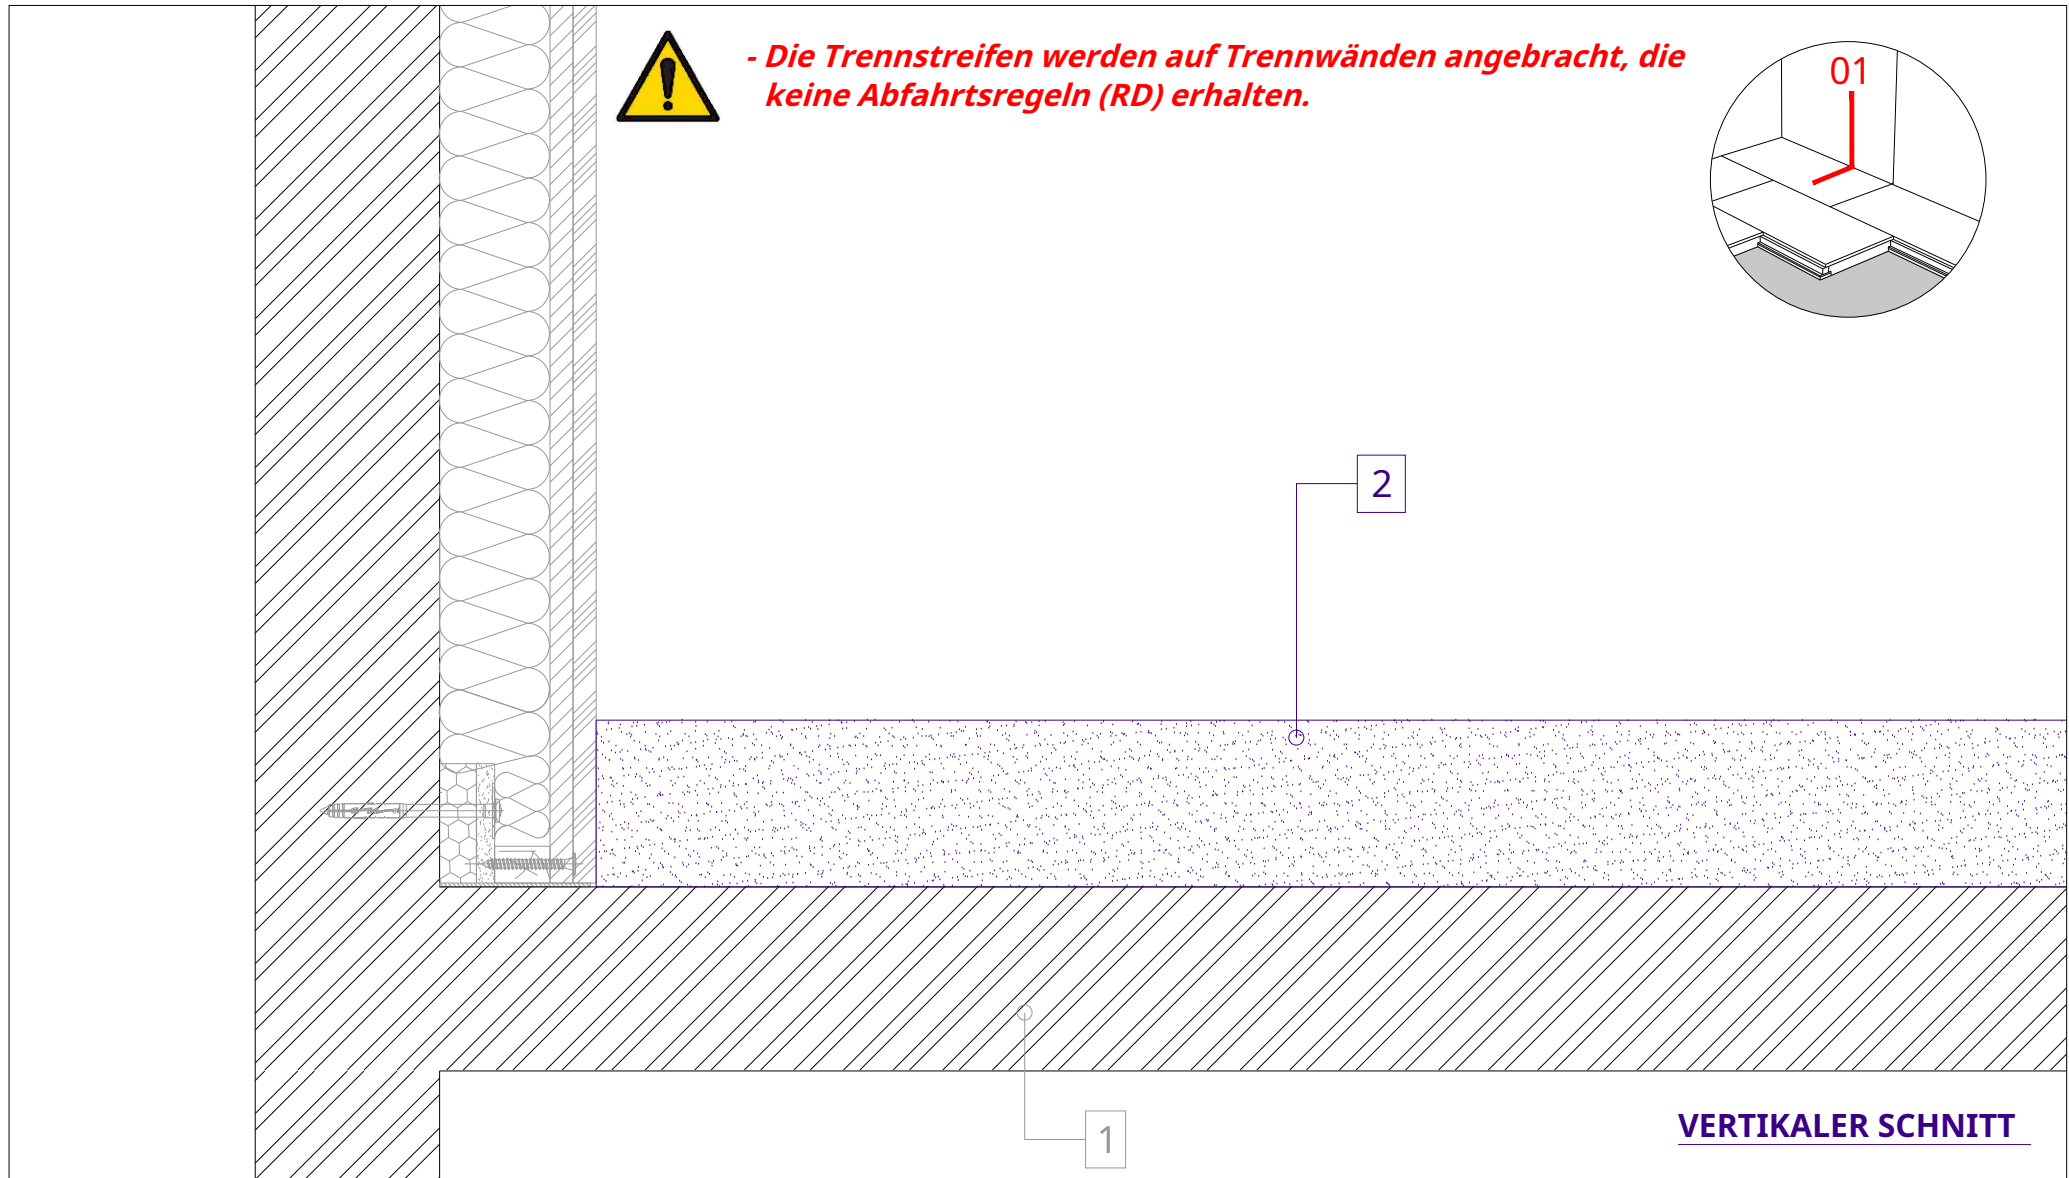 - Die Trennstreifen werden auf Trennwänden angebracht, die
keine Abfahrtsregeln (RD) erhalten.
01
2
1
VERTIKALER SCHNITT